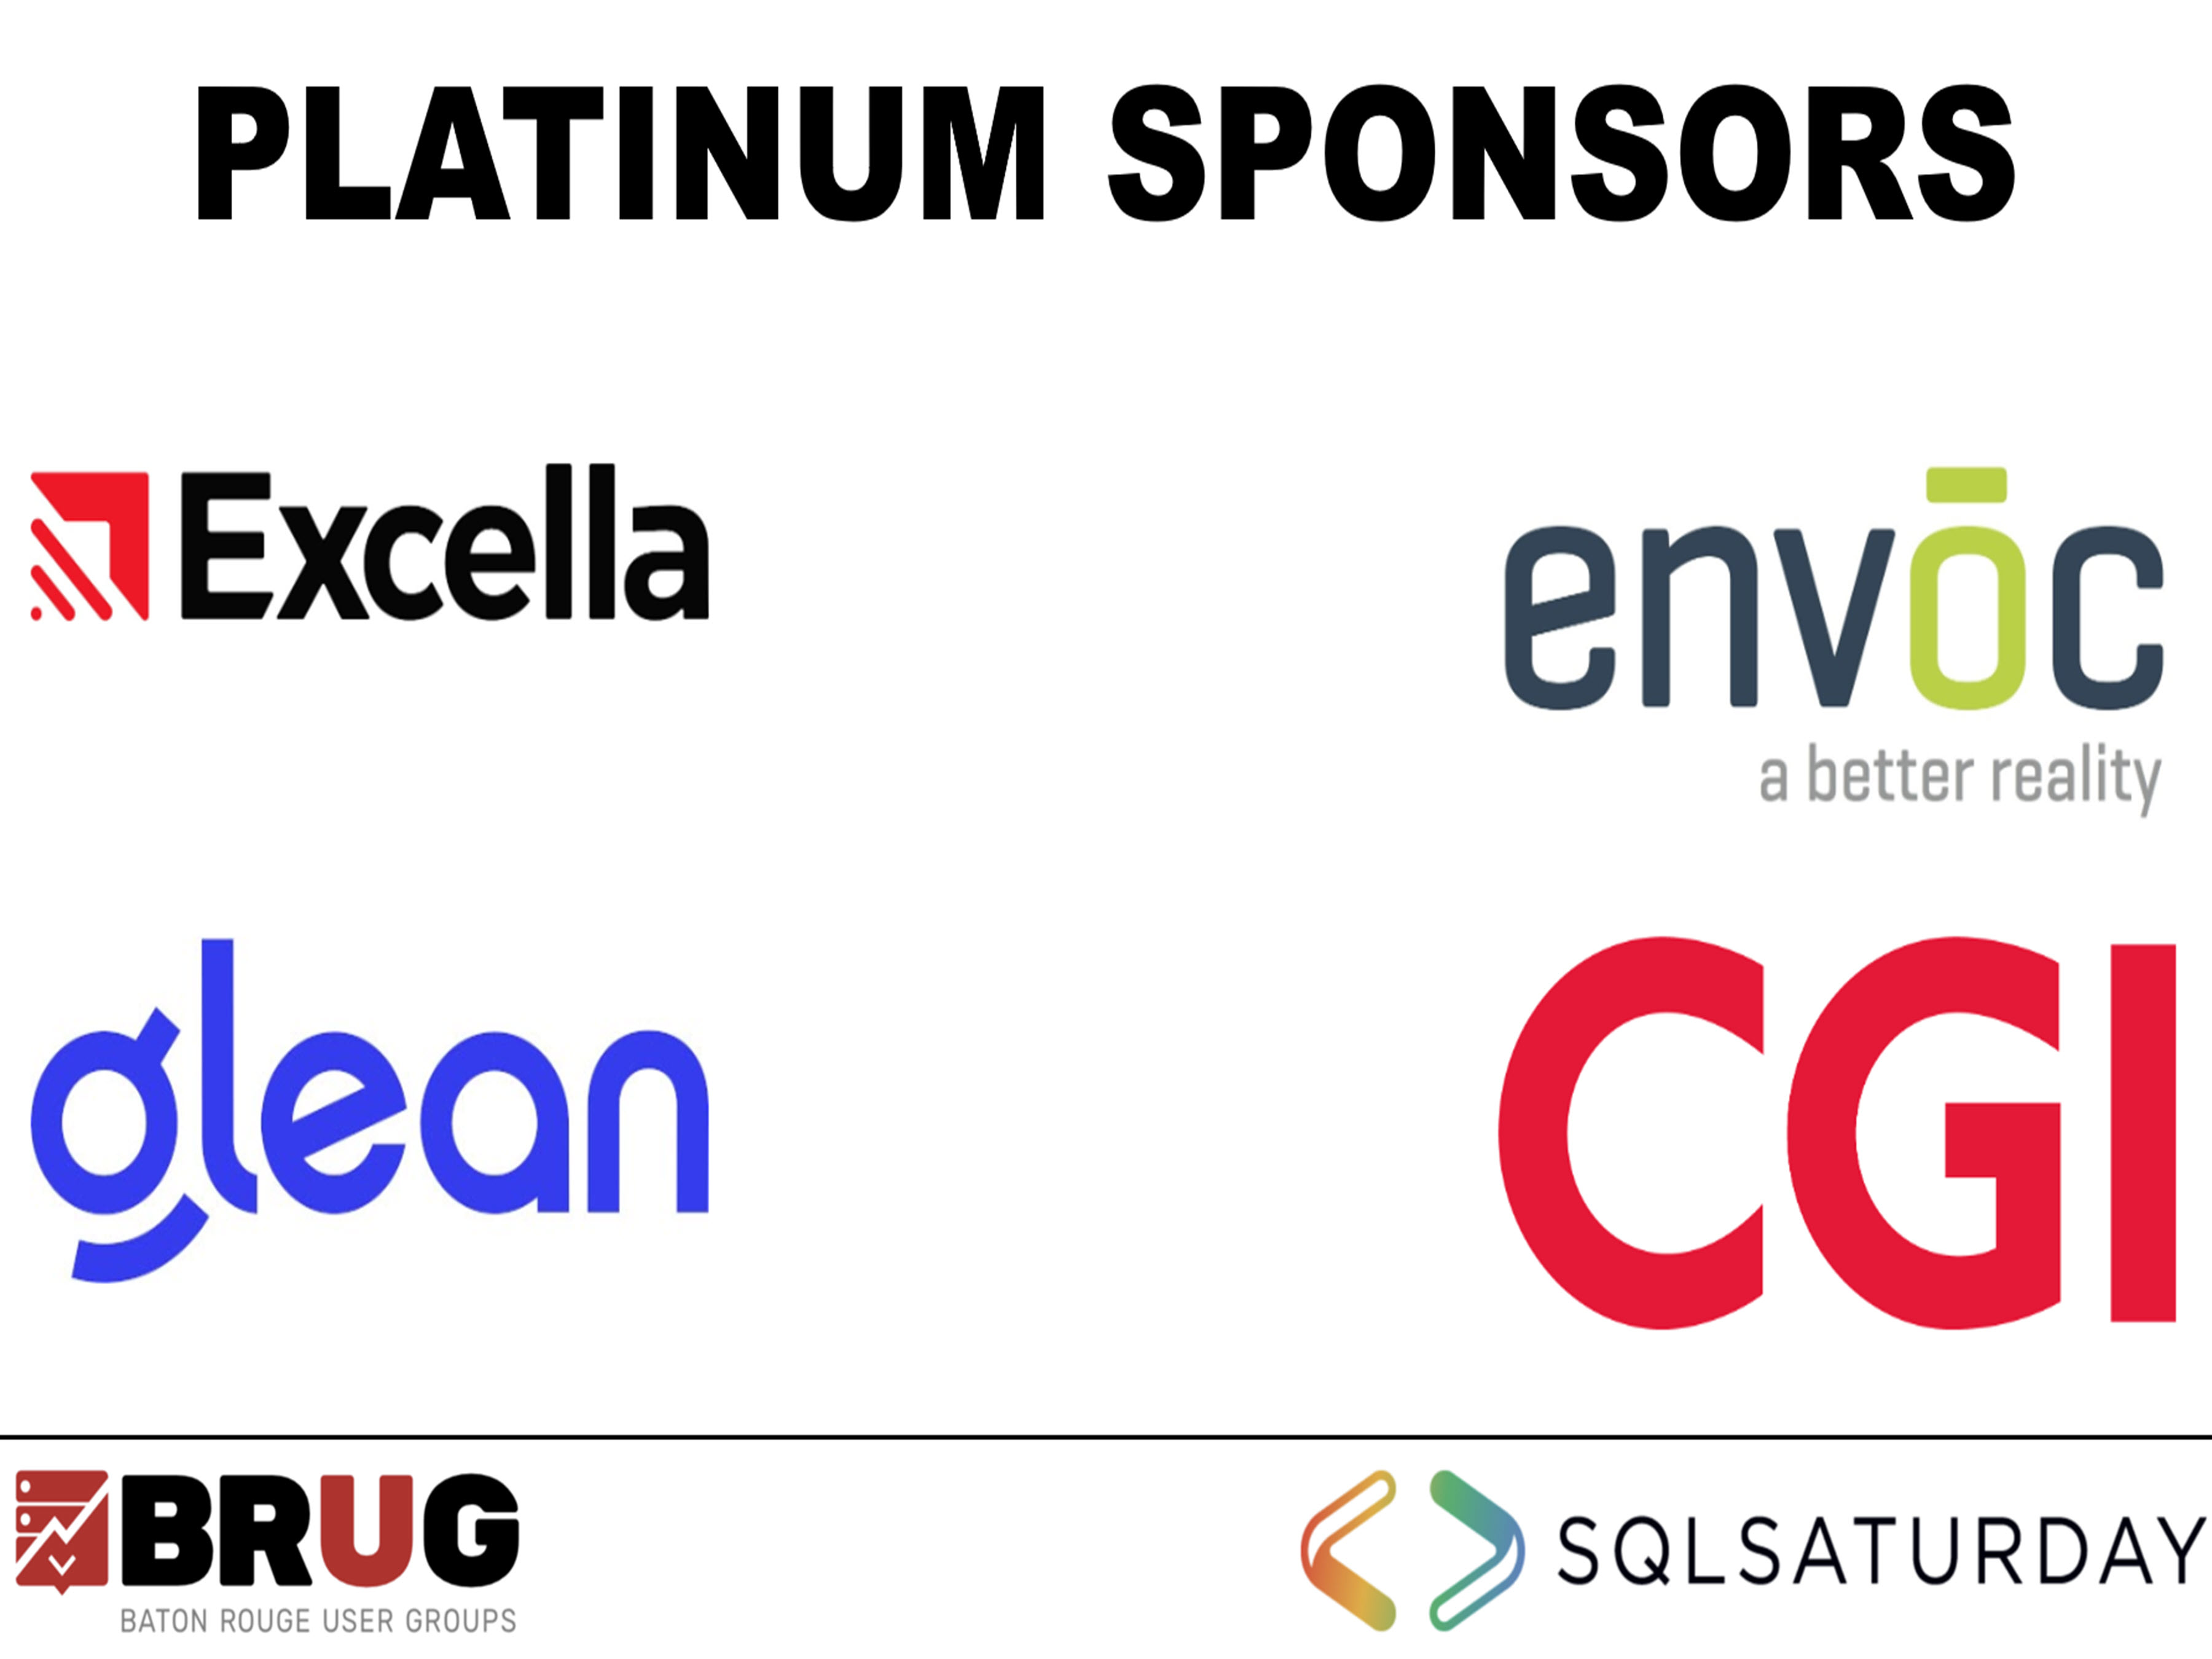 PLATINUM SPONSORS
Excella
envōc
a better reality
glean
CGI
BRUG
BATON ROUGE USER GROUPS
SQLSATURDAY